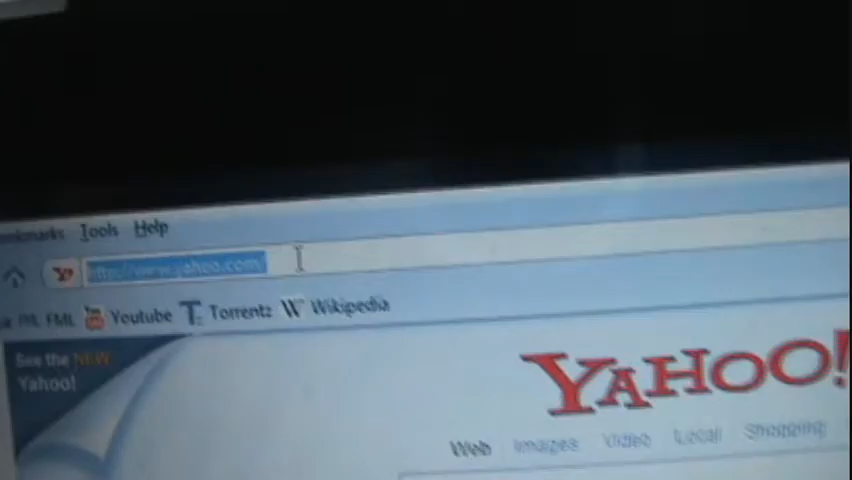 Tools Help
http://www.yahoo.com/
FML Youtube Torrentz Wikipedia
See the NEW
Yahoo!
YAHOO!
Web Images Video Local Shopping